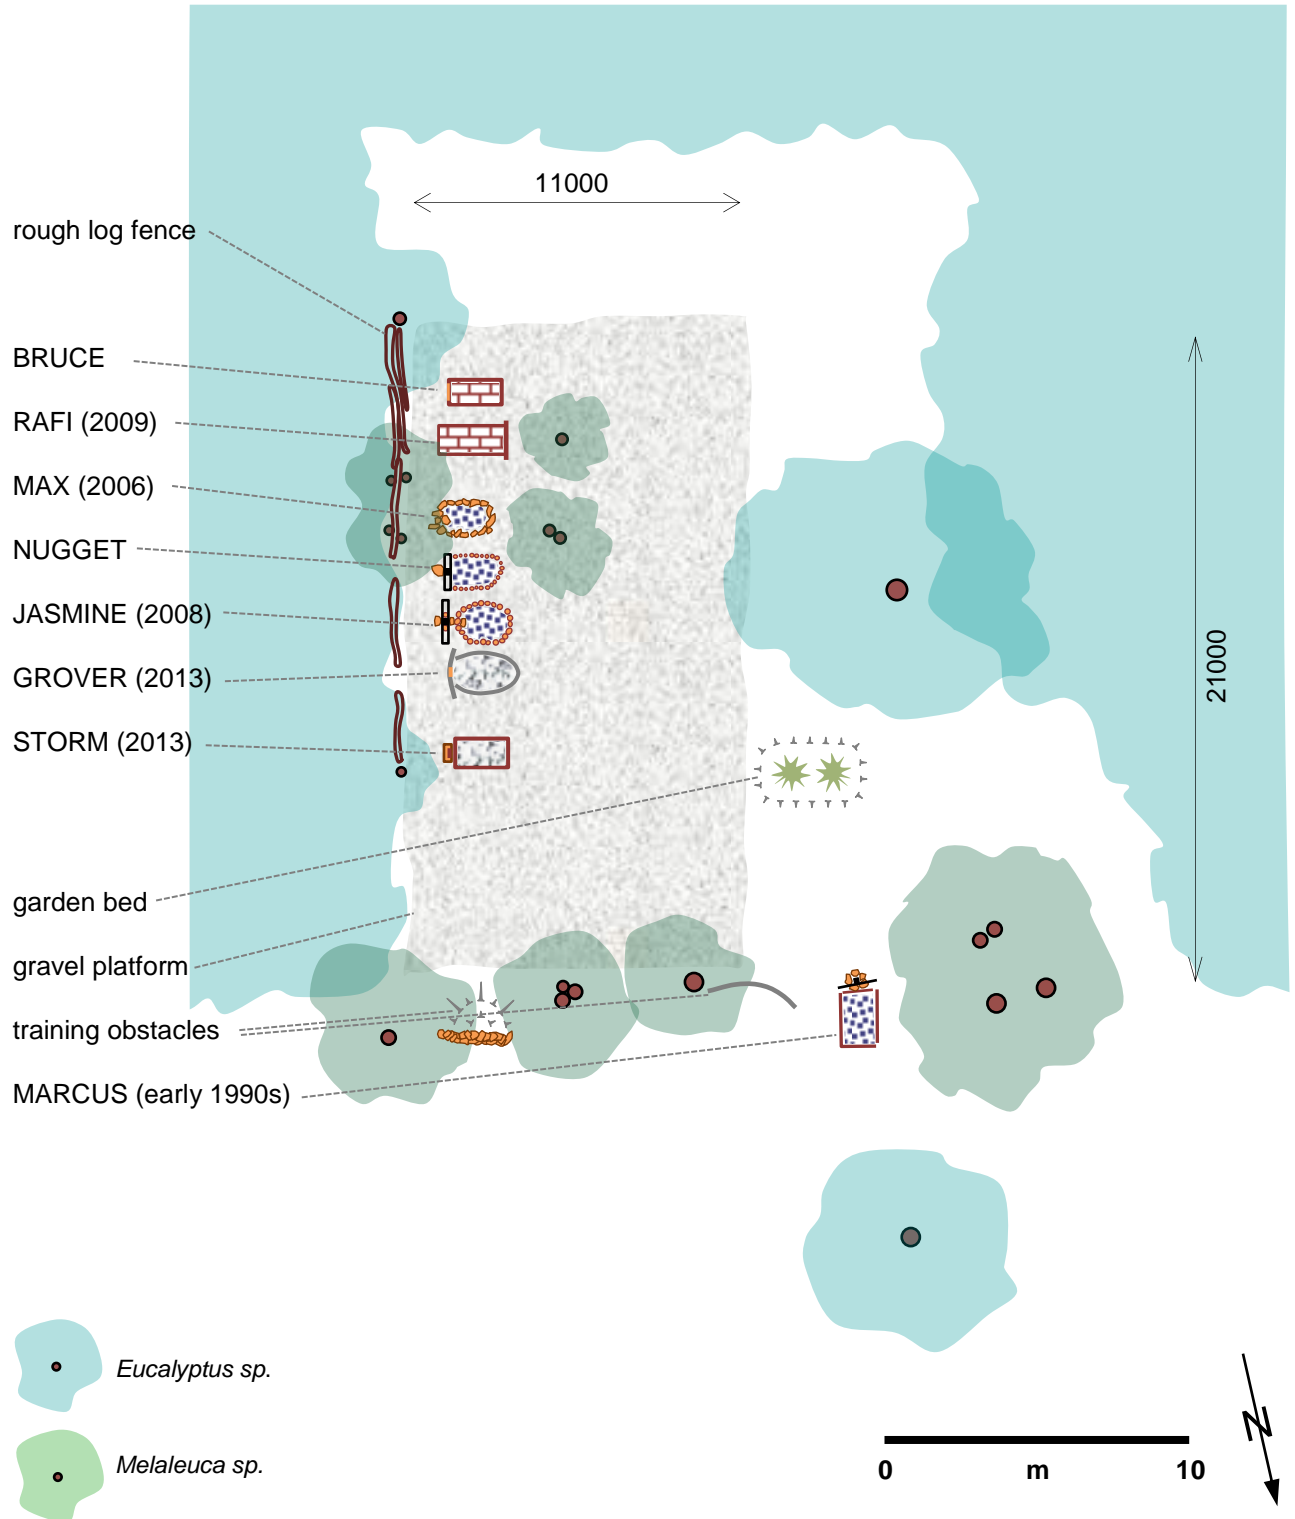 11000
rough log fence
BRUCE
RAFI (2009)
MAX (2006)
NUGGET
JASMINE (2008)
GROVER (2013)
21000
STORM (2013)
garden bed
gravel platform
training obstacles
MARCUS (early 1990s)
Eucalyptus sp.
Melaleuca sp.
N
0 m 10